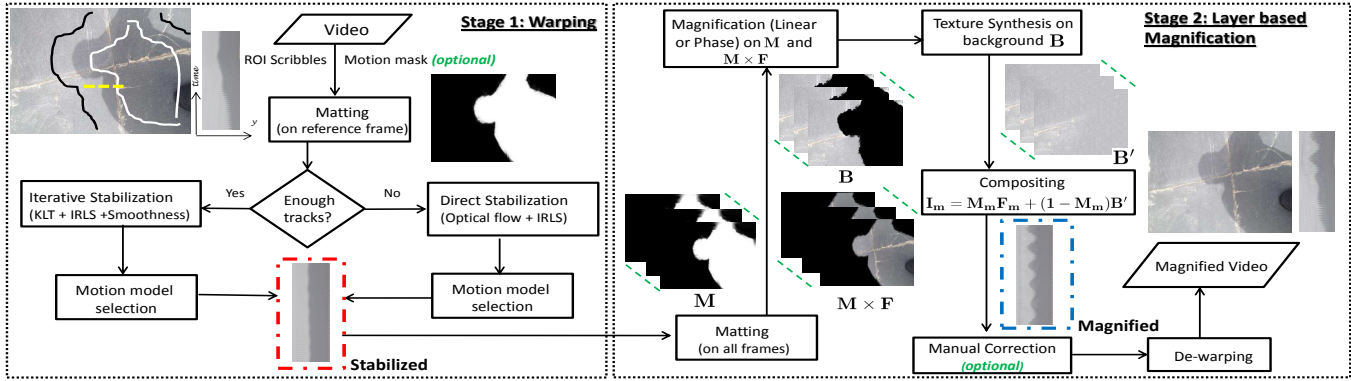 Stage 1: Warping
Video
ROI Scribbles
Motion mask (optional)
time
y
Matting
(on reference frame)
Enough
tracks?
Yes
No
Iterative Stabilization
(KLT + IRLS +Smoothness)
Direct Stabilization
(Optical flow + IRLS)
Motion model
selection
Motion model
selection
Stabilized
Stage 2: Layer based
Magnification
Matting
(on all frames)
M
Magnification (Linear
or Phase) on M and
M × F
B
M × F
Texture Synthesis on
background B
B′
Compositing
I_m = M_m F_m + (1 − M_m)B′
Magnified
Manual Correction
(optional)
De-warping
Magnified Video